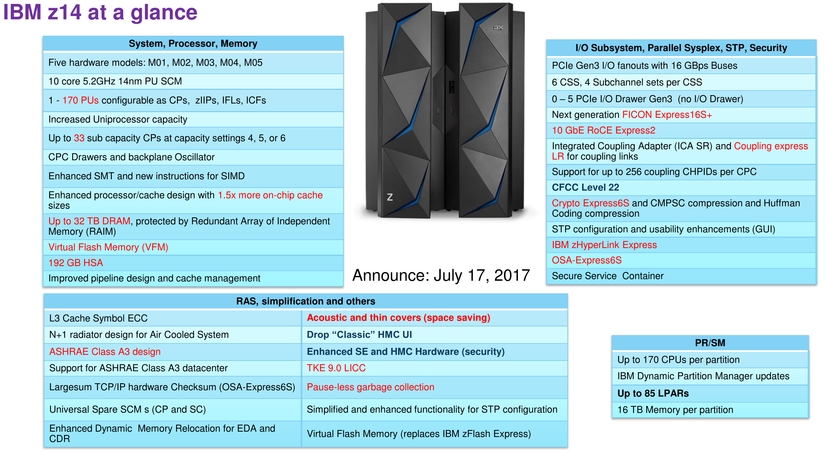 IBM z14 at a glance
System, Processor, Memory
Five hardware models: M01, M02, M03, M04, M05
10 core 5.2GHz 14nm PU SCM
1 - 170 PUs configurable as CPs, zIIPs, IFLs, ICFs
Increased Uniprocessor capacity
Up to 33 sub capacity CPs at capacity settings 4, 5, or 6
CPC Drawers and backplane Oscillator
Enhanced SMT and new instructions for SIMD
Enhanced processor/cache design with 1.5x more on-chip cache
sizes
Up to 32 TB DRAM, protected by Redundant Array of Independent
Memory (RAIM)
Virtual Flash Memory (VFM)
192 GB HSA
Improved pipeline design and cache management
Z
Announce: July 17, 2017
I/O Subsystem, Parallel Sysplex, STP, Security
PCIe Gen3 I/O fanouts with 16 GBps Buses
6 CSS, 4 Subchannel sets per CSS
0 – 5 PCIe I/O Drawer Gen3 (no I/O Drawer)
Next generation FICON Express16S+
10 GbE RoCE Express2
Integrated Coupling Adapter (ICA SR) and Coupling express
LR for coupling links
Support for up to 256 coupling CHPIDs per CPC
CFCC Level 22
Crypto Express6S and CMPSC compression and Huffman
Coding compression
STP configuration and usability enhancements (GUI)
IBM zHyperLink Express
OSA-Express6S
Secure Service Container
RAS, simplification and others
L3 Cache Symbol ECC
Acoustic and thin covers (space saving)
N+1 radiator design for Air Cooled System
Drop “Classic” HMC UI
ASHRAE Class A3 design
Enhanced SE and HMC Hardware (security)
Support for ASHRAE Class A3 datacenter
TKE 9.0 LICC
Largesum TCP/IP hardware Checksum (OSA-Express6S)
Pause-less garbage collection
Universal Spare SCM s (CP and SC)
Simplified and enhanced functionality for STP configuration
Enhanced Dynamic Memory Relocation for EDA and
CDR
Virtual Flash Memory (replaces IBM zFlash Express)
PR/SM
Up to 170 CPUs per partition
IBM Dynamic Partition Manager updates
Up to 85 LPARs
16 TB Memory per partition